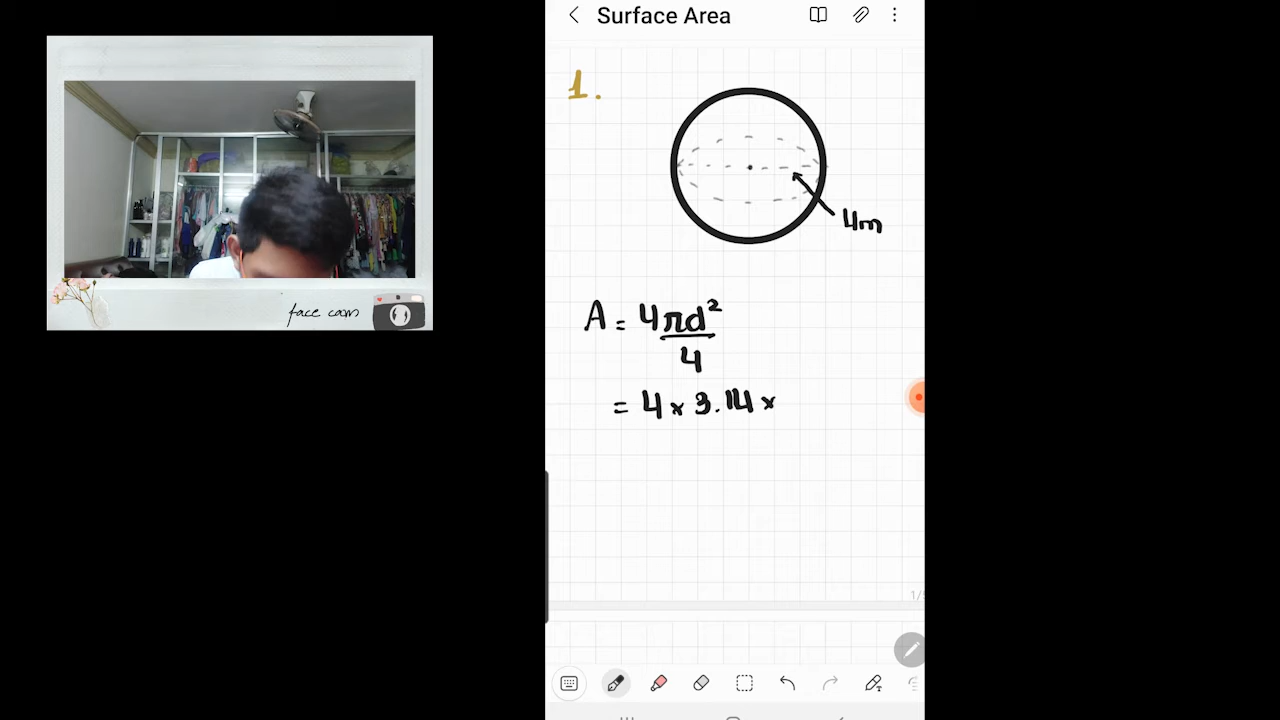 Surface Area
1.
4m
A = 4πd²
4
= 4 × 3.14 ×
face cam